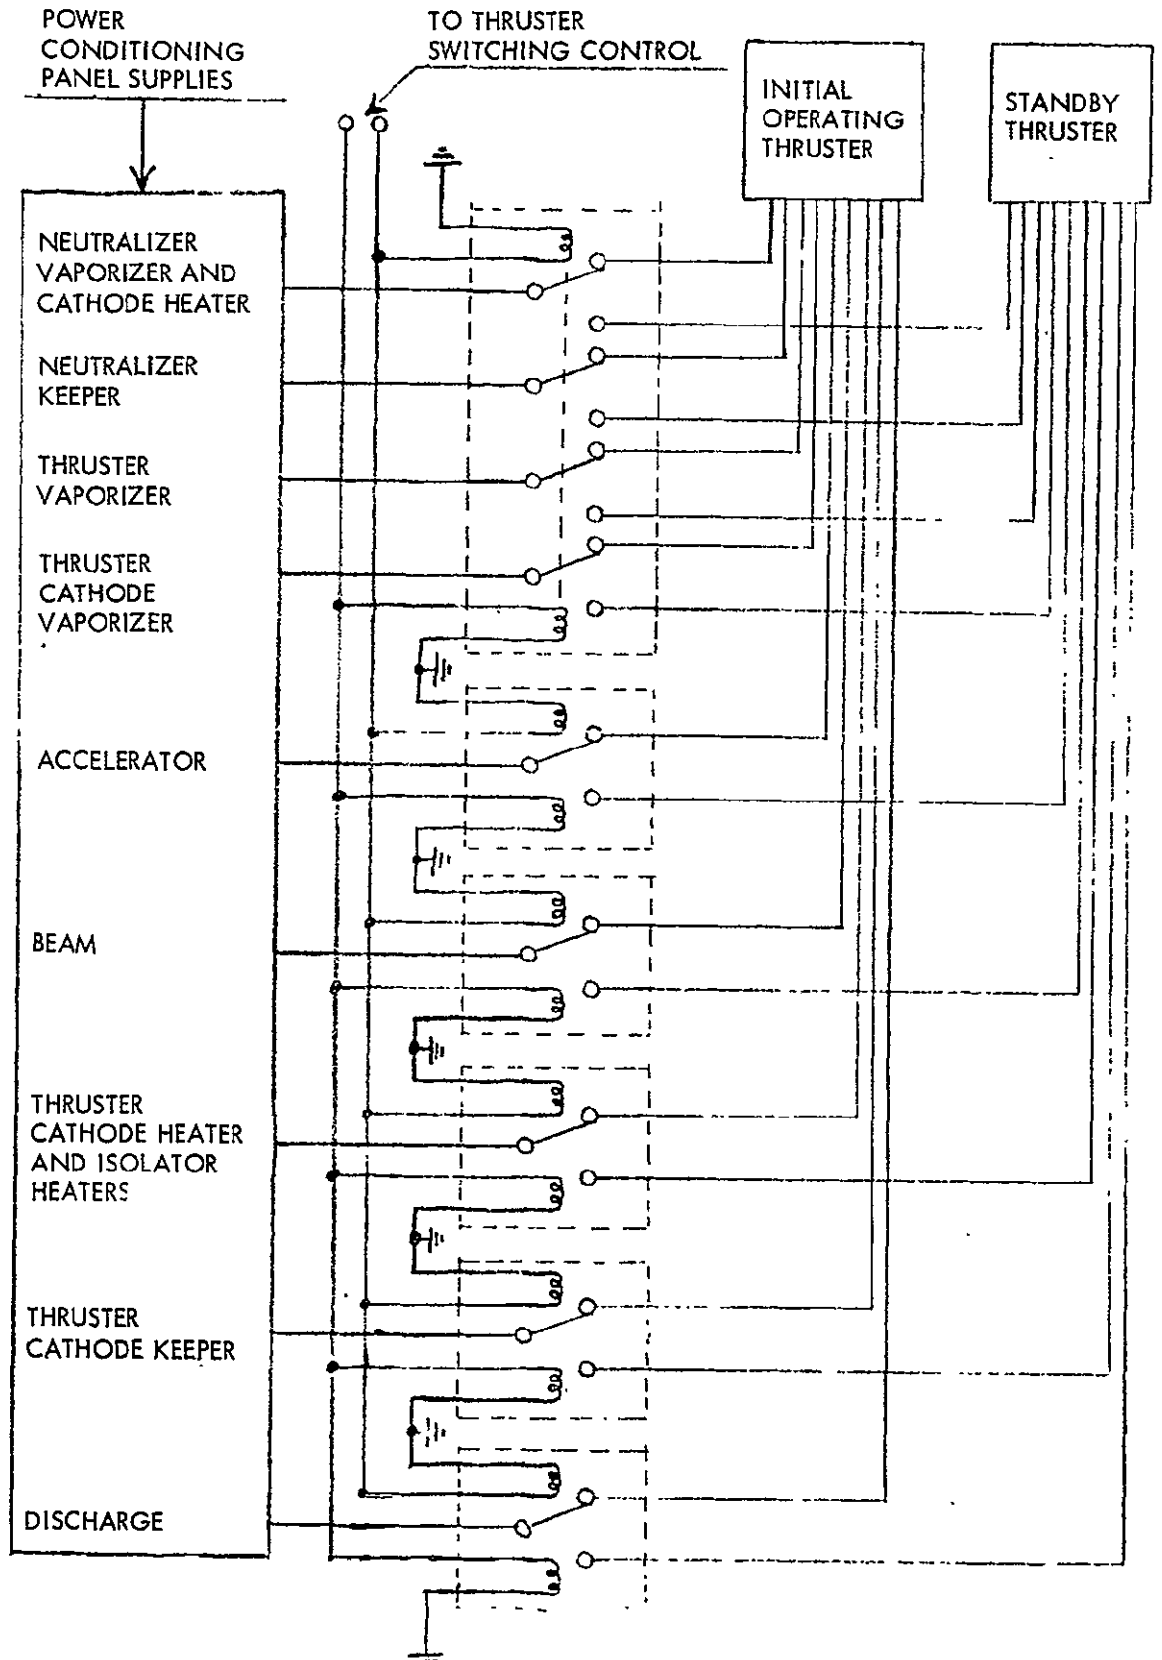 POWER
CONDITIONING
PANEL SUPPLIES
TO THRUSTER
SWITCHING CONTROL
INITIAL
OPERATING
THRUSTER
STANDBY
THRUSTER
NEUTRALIZER
VAPORIZER AND
CATHODE HEATER
NEUTRALIZER
KEEPER
THRUSTER
VAPORIZER
THRUSTER
CATHODE
VAPORIZER
ACCELERATOR
BEAM
THRUSTER
CATHODE HEATER
AND ISOLATOR
HEATERS
THRUSTER
CATHODE KEEPER
DISCHARGE